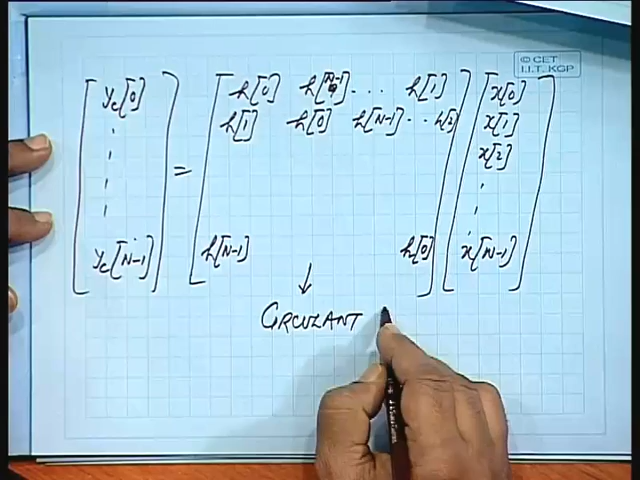 © CET
I.I.T. KGP
y_c[0] h[0] h[N-1] ... h[1] x[0]
h[1] h[0] h[N-1] .. h[2] x[1]
x[2]
=
y_c[N-1] h[N-1] h[0] x[N-1]
↓
CIRCULANT